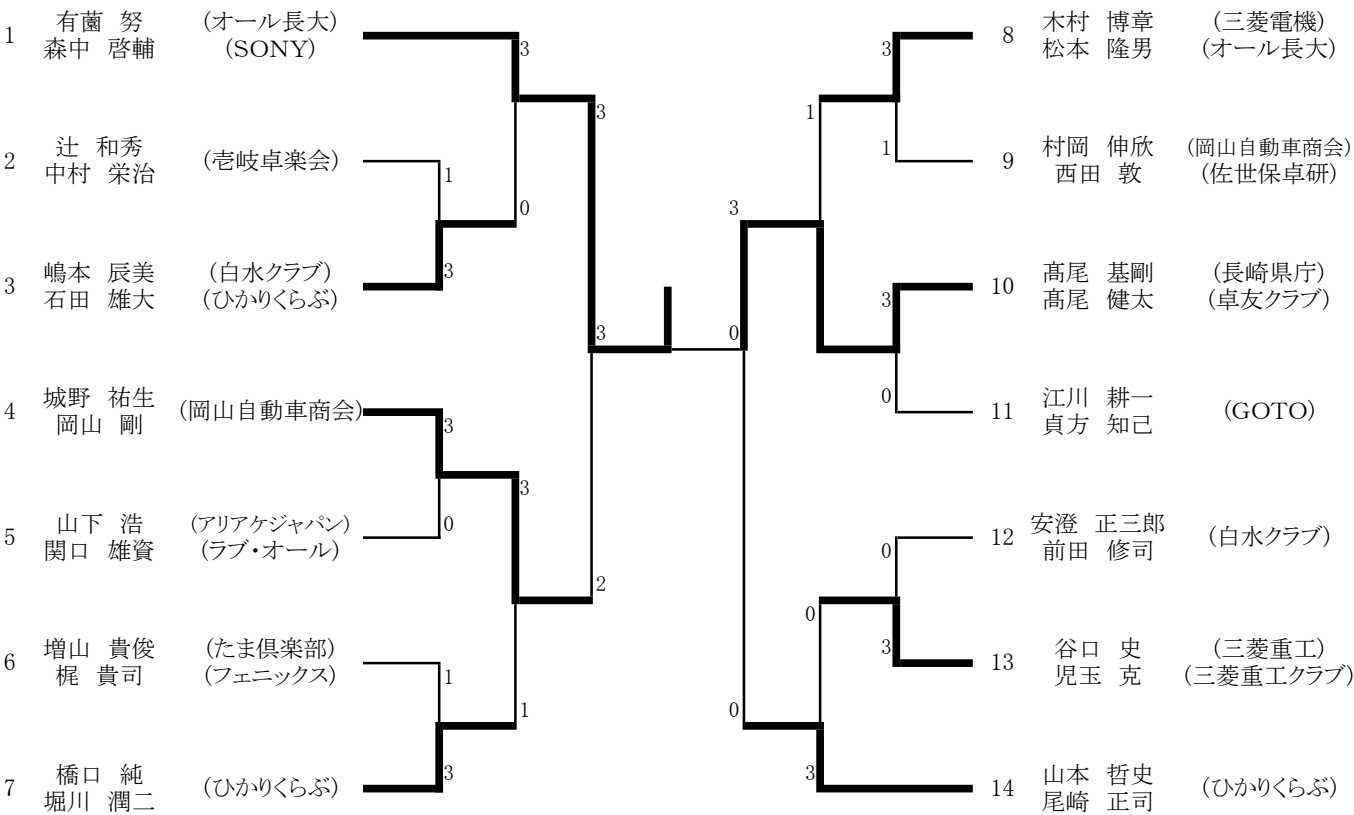 1 有薗 努 (オール長大)
森中 啓輔 (SONY)
2 辻 和秀 (壱岐卓楽会)
中村 栄治
3 嶋本 辰美 (白水クラブ)
石田 雄大 (ひかりくらぶ)
4 城野 祐生 (岡山自動車商会)
岡山 剛
5 山下 浩 (アリアケジャパン)
関口 雄資 (ラブ・オール)
6 増山 貴俊 (たま倶楽部)
梶 貴司 (フェニックス)
7 橋口 純 (ひかりくらぶ)
堀川 潤二
3
3
1
0
3
3
3
3
0
2
1
1
3
3
1
1
3
0
3
0
0
0
3
0
3
8 木村 博章 (三菱電機)
松本 隆男 (オール長大)
9 村岡 伸欣 (岡山自動車商会)
西田 敦 (佐世保卓研)
10 髙尾 基剛 (長崎県庁)
髙尾 健太 (卓友クラブ)
11 江川 耕一 (GOTO)
貞方 知己
12 安澄 正三郎 (白水クラブ)
前田 修司
13 谷口 史 (三菱重工)
児玉 克 (三菱重工クラブ)
14 山本 哲史 (ひかりくらぶ)
尾崎 正司